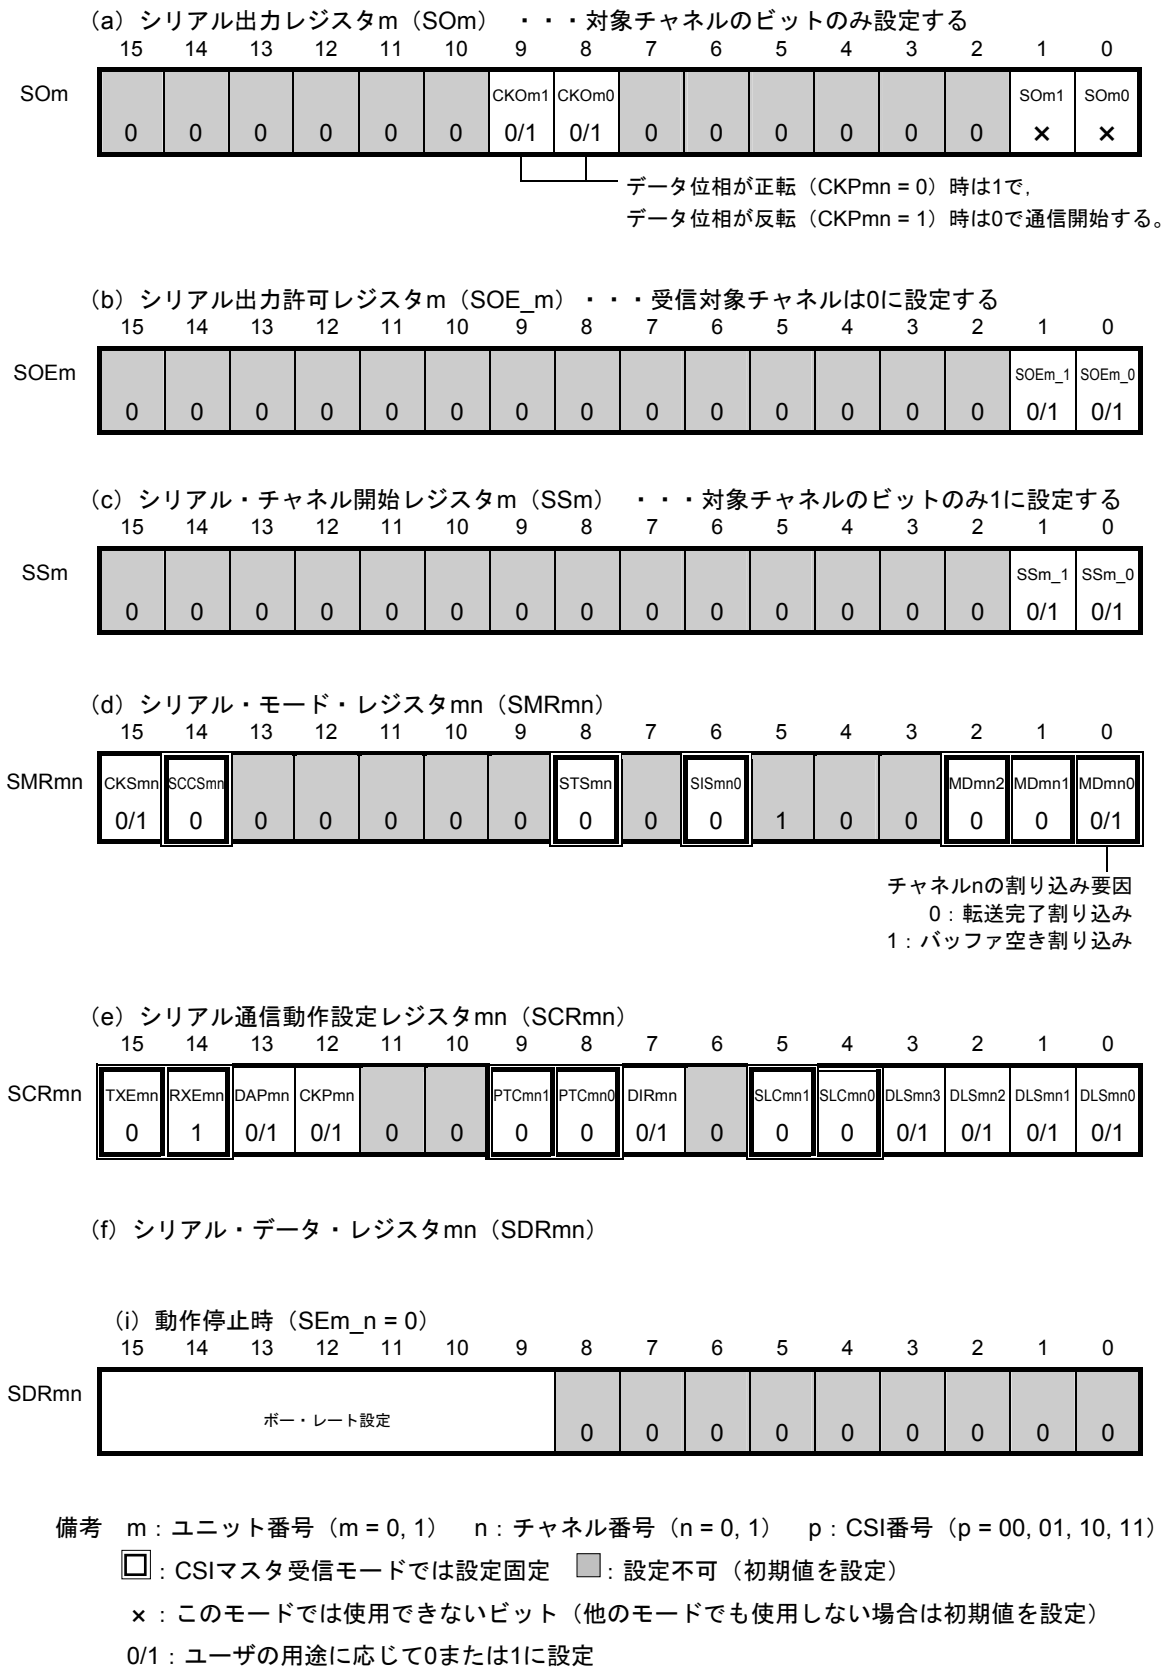 (a) シリアル出力レジスタm（SOm） ・・・対象チャネルのビットのみ設定する
15 14 13 12 11 10 9 8 7 6 5 4 3 2 1 0
SOm
CKOm1 CKOm0 SOm1 SOm0
0 0 0 0 0 0 0/1 0/1 0 0 0 0 0 0 × ×
データ位相が正転（CKPmn = 0）時は1で,
データ位相が反転（CKPmn = 1）時は0で通信開始する。
(b) シリアル出力許可レジスタm（SOE_m）・・・受信対象チャネルは0に設定する
15 14 13 12 11 10 9 8 7 6 5 4 3 2 1 0
SOEm
SOEm_1 SOEm_0
0 0 0 0 0 0 0 0 0 0 0 0 0 0 0/1 0/1
(c) シリアル・チャネル開始レジスタm（SSm） ・・・対象チャネルのビットのみ1に設定する
15 14 13 12 11 10 9 8 7 6 5 4 3 2 1 0
SSm
SSm_1 SSm_0
0 0 0 0 0 0 0 0 0 0 0 0 0 0 0/1 0/1
(d) シリアル・モード・レジスタmn（SMRmn）
15 14 13 12 11 10 9 8 7 6 5 4 3 2 1 0
SMRmn
CKSmn SCCSmn STSmn SISmn0 MDmn2 MDmn1 MDmn0
0/1 0 0 0 0 0 0 0 0 0 1 0 0 0 0 0/1
チャネルnの割り込み要因
0：転送完了割り込み
1：バッファ空き割り込み
(e) シリアル通信動作設定レジスタmn（SCRmn）
15 14 13 12 11 10 9 8 7 6 5 4 3 2 1 0
SCRmn
TXEmn RXEmn DAPmn CKPmn PTCmn1 PTCmn0 DIRmn SLCmn1 SLCmn0 DLSmn3 DLSmn2 DLSmn1 DLSmn0
0 1 0/1 0/1 0 0 0 0 0/1 0 0 0 0/1 0/1 0/1 0/1
(f) シリアル・データ・レジスタmn（SDRmn）
(i) 動作停止時（SEm_n = 0）
15 14 13 12 11 10 9 8 7 6 5 4 3 2 1 0
SDRmn
ボー・レート設定
0 0 0 0 0 0 0 0 0
備考 m：ユニット番号（m = 0, 1） n：チャネル番号（n = 0, 1） p：CSI番号（p = 00, 01, 10, 11）
：CSIマスタ受信モードでは設定固定 ：設定不可（初期値を設定）
×：このモードでは使用できないビット（他のモードでも使用しない場合は初期値を設定）
0/1：ユーザの用途に応じて0または1に設定